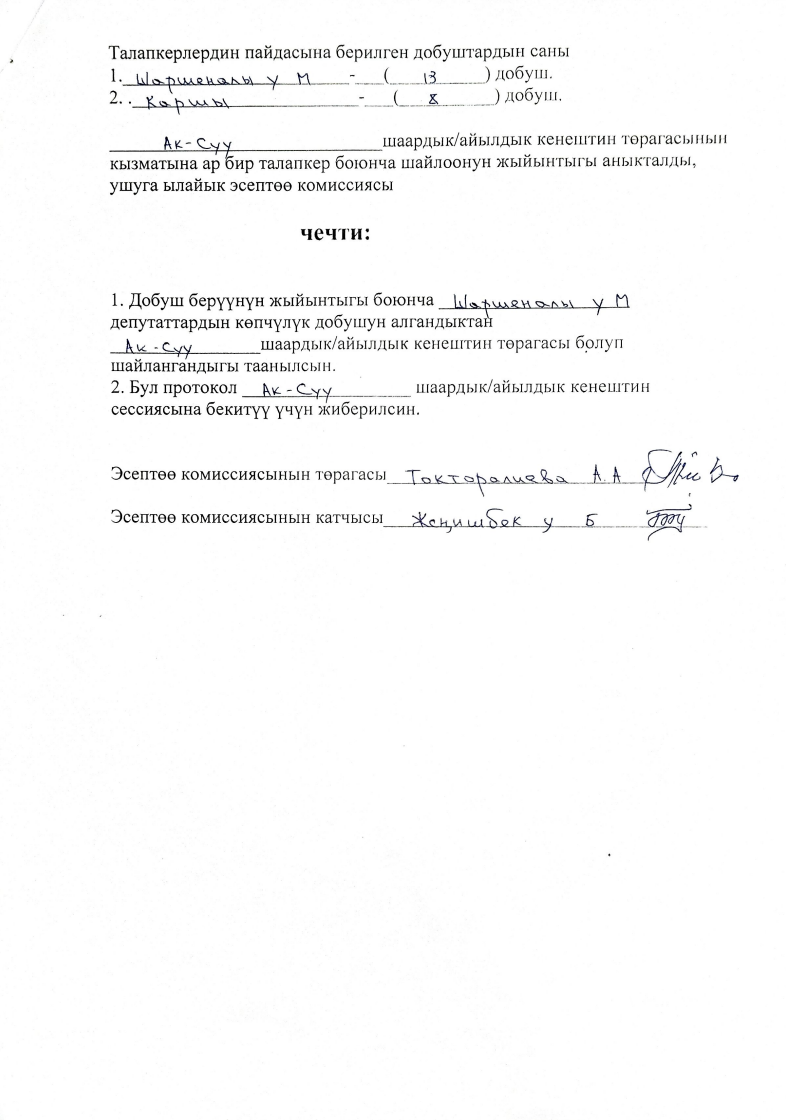 Талапкерлердин пайдасына берилген добуштардын саны
1. Шаршеналы у М - ( 13 ) добуш.
2. . Каршы - ( 8 ) добуш.
Ак-Суу шаардык/айылдык кенештин төрагасынын
кызматына ар бир талапкер боюнча шайлоонун жыйынтыгы аныкталды,
ушуга ылайык эсептөө комиссиясы
чечти:
1. Добуш берүүнүн жыйынтыгы боюнча Шаршеналы у М
депутаттардын көпчүлүк добушун алгандыктан
Ак-Суу шаардык/айылдык кенештин төрагасы болуп
шайлангандыгы таанылсын.
2. Бул протокол Ак-Суу шаардык/айылдык кенештин
сессиясына бекитүү үчүн жиберилсин.
Эсептөө комиссиясынын төрагасы Токторалиева А.А
Эсептөө комиссиясынын катчысы Жеңишбек у Б